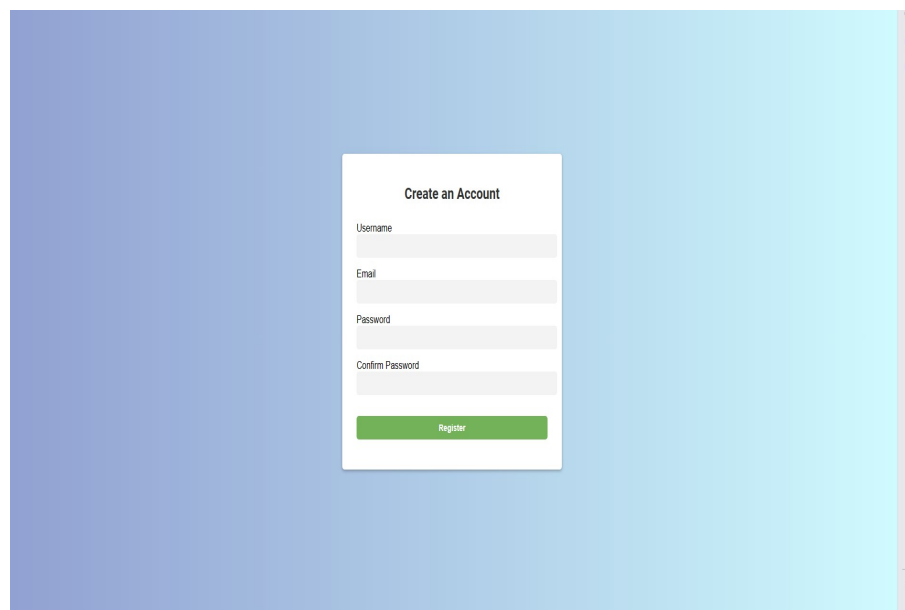 Create an Account
Username
Email
Password
Confirm Password
Register